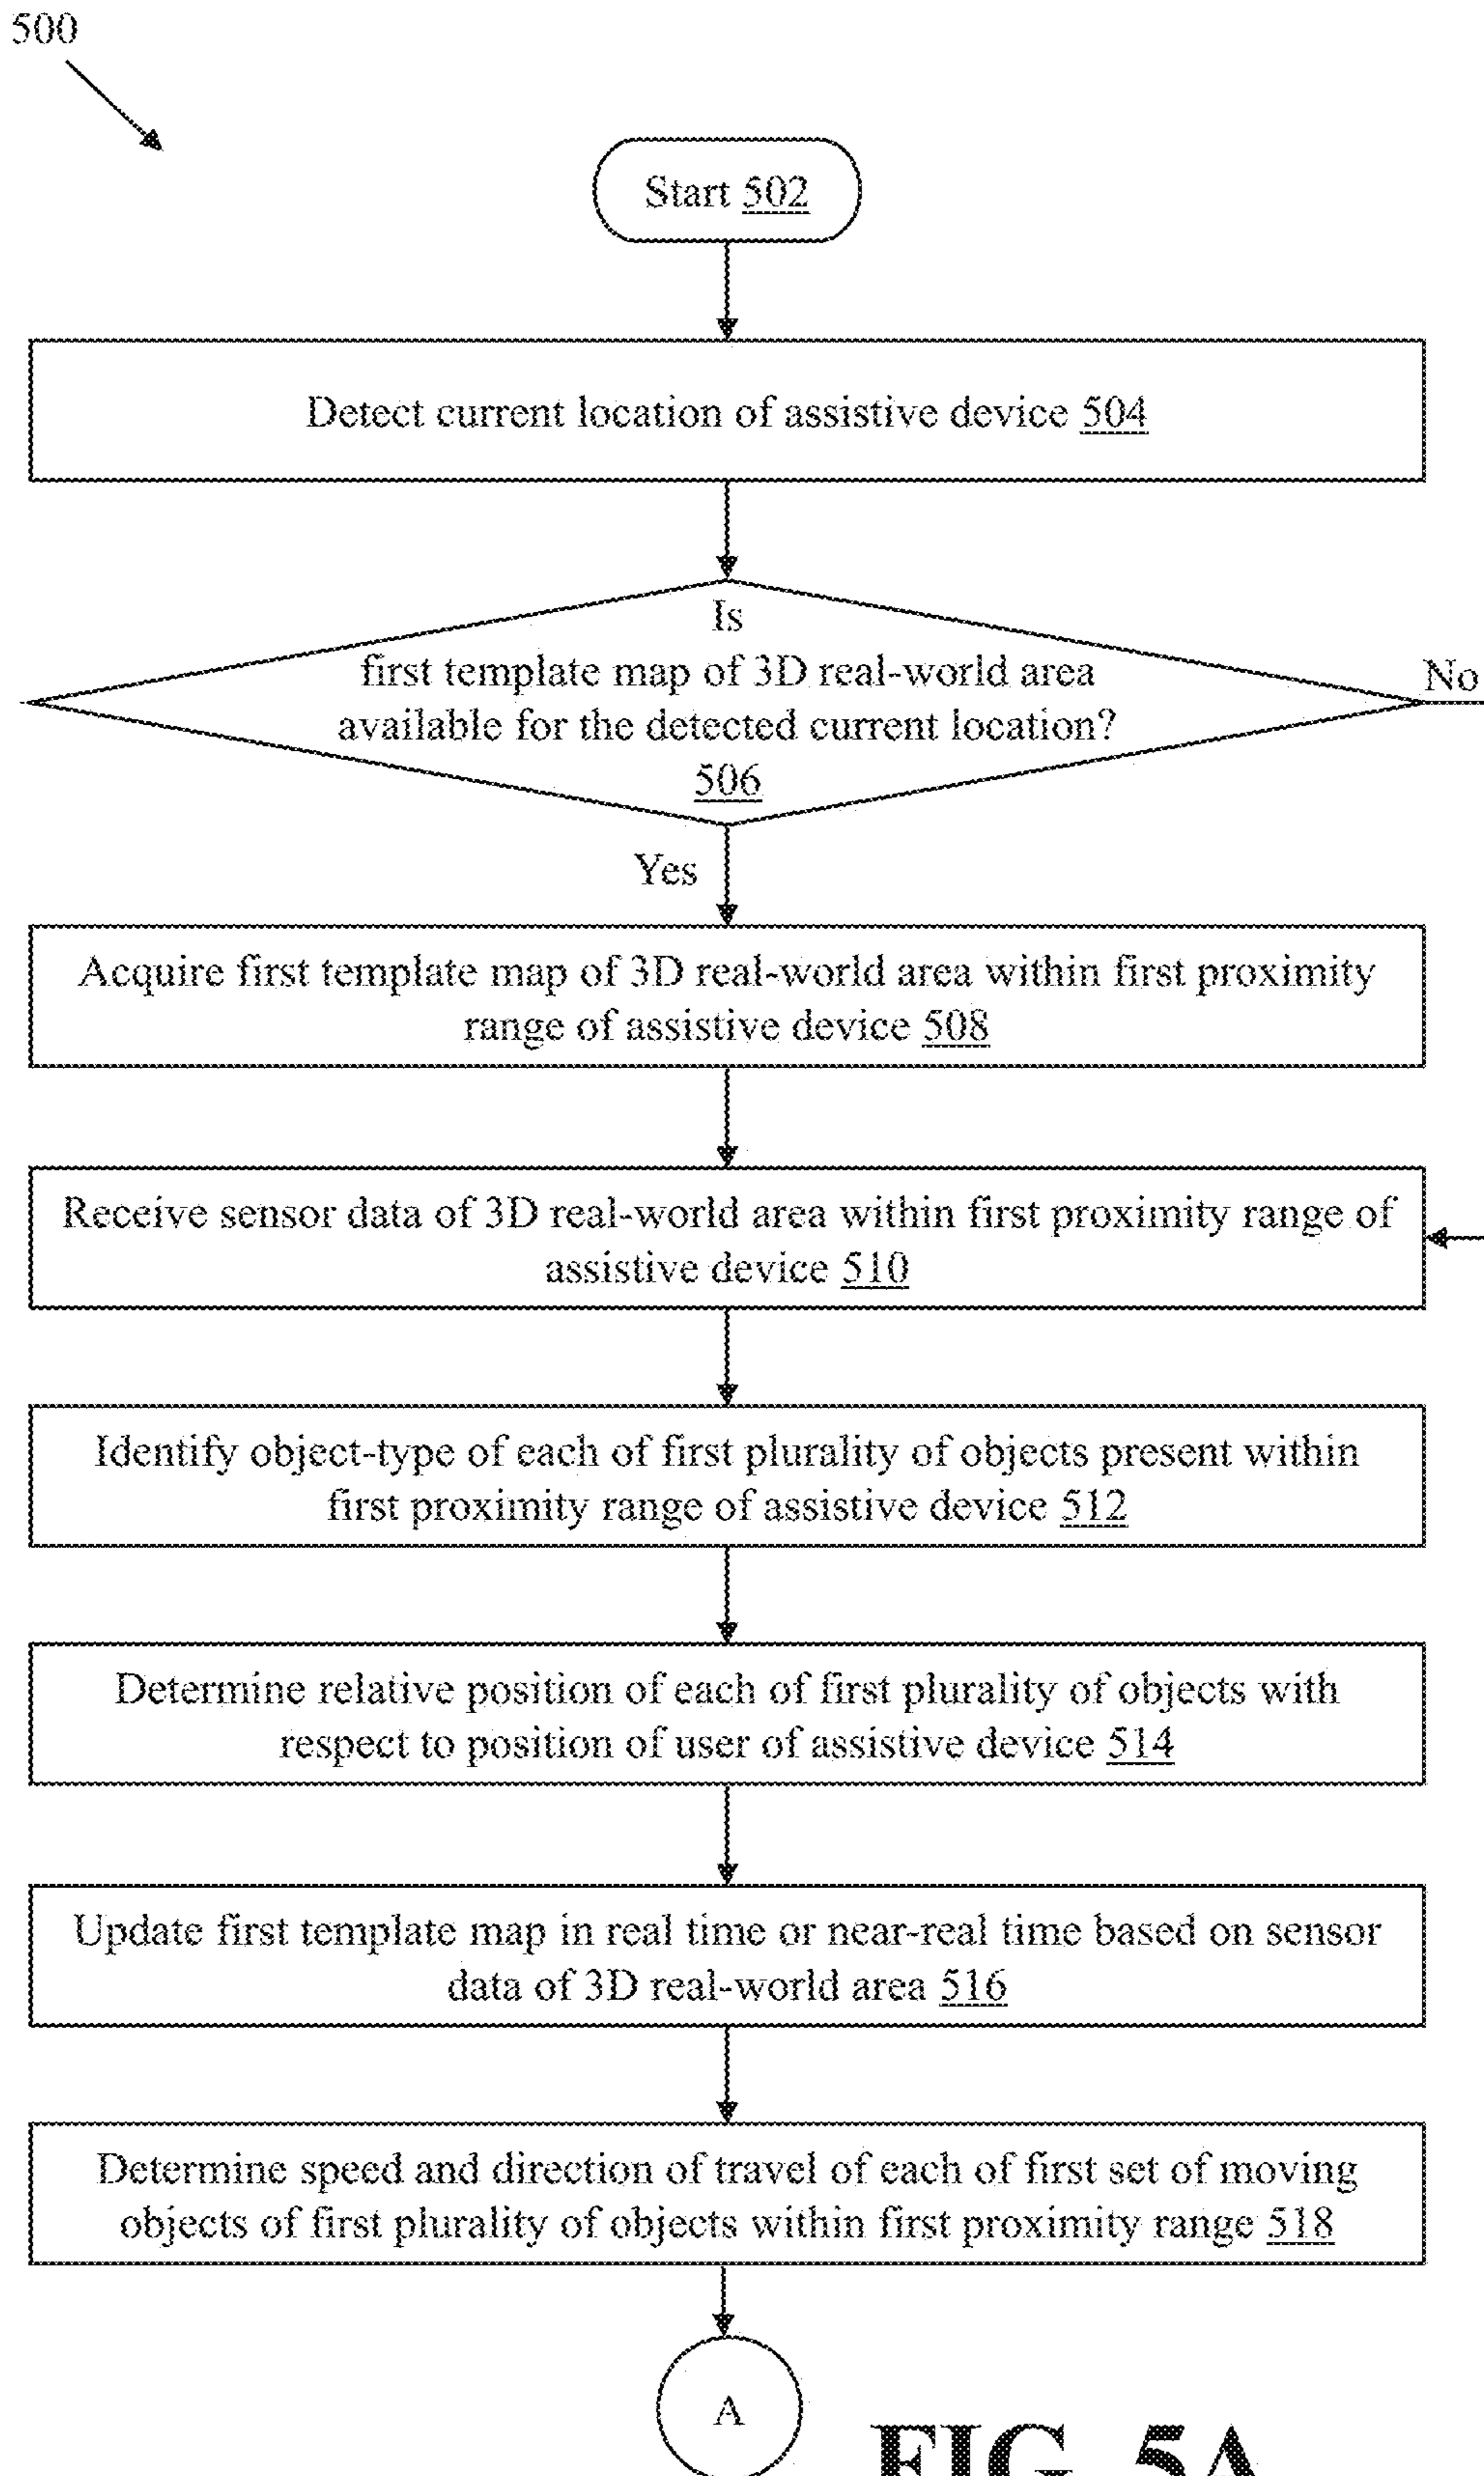 500
Start 502
Detect current location of assistive device 504
Is
first template map of 3D real-world area
available for the detected current location?
506
No
Yes
Acquire first template map of 3D real-world area within first proximity
range of assistive device 508
Receive sensor data of 3D real-world area within first proximity range of
assistive device 510
Identify object-type of each of first plurality of objects present within
first proximity range of assistive device 512
Determine relative position of each of first plurality of objects with
respect to position of user of assistive device 514
Update first template map in real time or near-real time based on sensor
data of 3D real-world area 516
Determine speed and direction of travel of each of first set of moving
objects of first plurality of objects within first proximity range 518
A
FIG. 5A